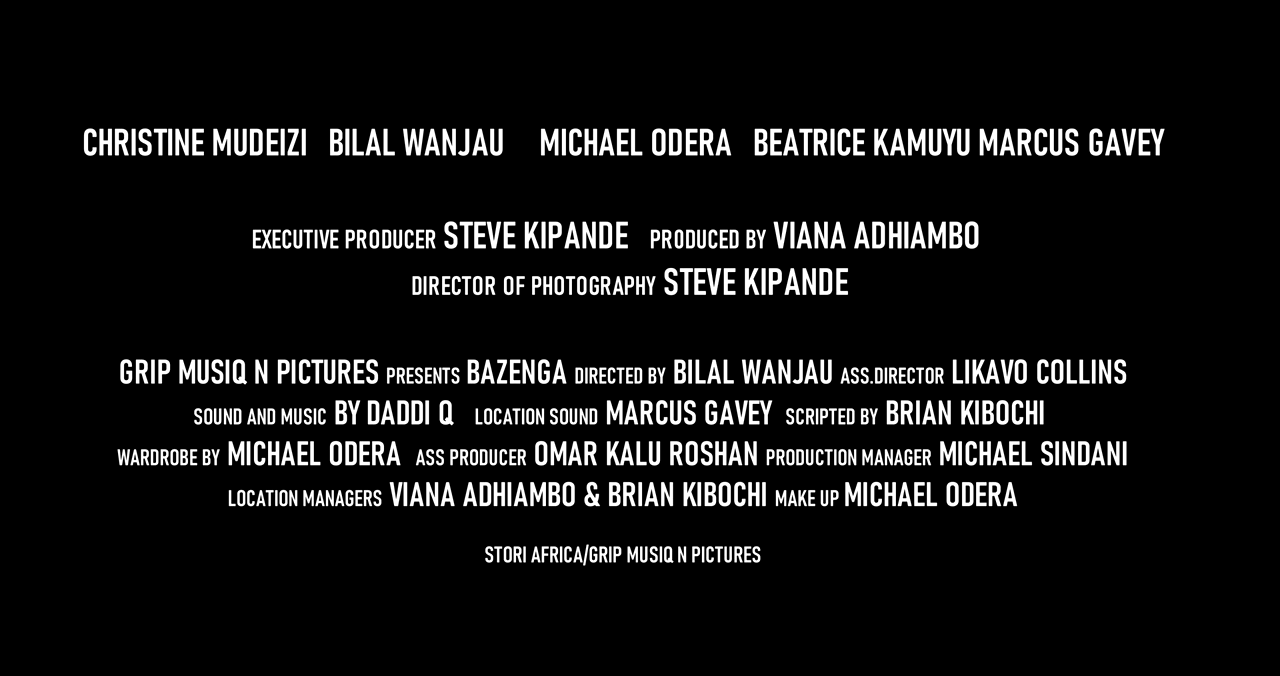 CHRISTINE MUDEIZI BILAL WANJAU MICHAEL ODERA BEATRICE KAMUYU MARCUS GAVEY
EXECUTIVE PRODUCER STEVE KIPANDE PRODUCED BY VIANA ADHIAMBO
DIRECTOR OF PHOTOGRAPHY STEVE KIPANDE
GRIP MUSIQ N PICTURES PRESENTS BAZENGA DIRECTED BY BILAL WANJAU ASS.DIRECTOR LIKAVO COLLINS
SOUND AND MUSIC BY DADDI Q LOCATION SOUND MARCUS GAVEY SCRIPTED BY BRIAN KIBOCHI
WARDROBE BY MICHAEL ODERA ASS PRODUCER OMAR KALU ROSHAN PRODUCTION MANAGER MICHAEL SINDANI
LOCATION MANAGERS VIANA ADHIAMBO & BRIAN KIBOCHI MAKE UP MICHAEL ODERA
STORI AFRICA/GRIP MUSIQ N PICTURES